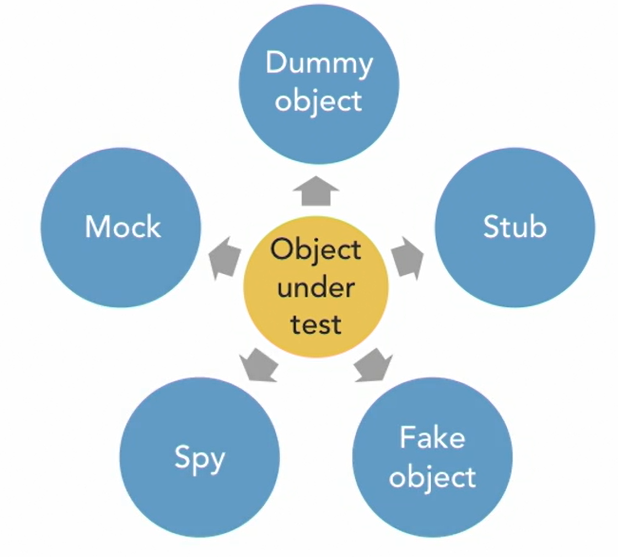 Dummy
object
Mock
Stub
Object
under
test
Spy
Fake
object